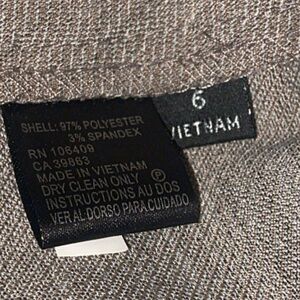 SHELL: 97% POLYESTER
3% SPANDEX
RN 106409
CA 39863
MADE IN VIETNAM
DRY CLEAN ONLY P
INSTRUCTIONS AU DOS
VER AL DORSO PARA CUIDADO
6
VIETNAM